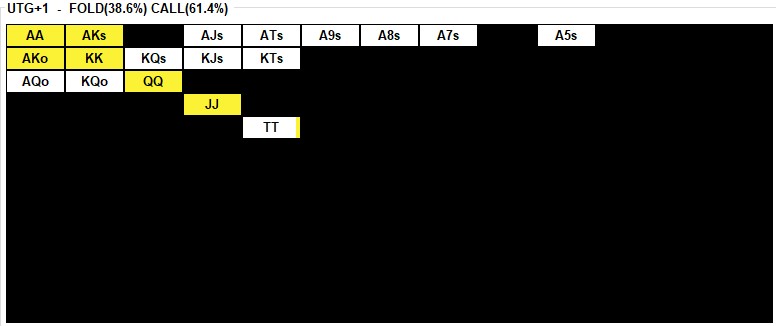 UTG+1 - FOLD(38.6%) CALL(61.4%)
AA AKs AJs ATs A9s A8s A7s A5s
AKo KK KQs KJs KTs
AQo KQo QQ
JJ
TT